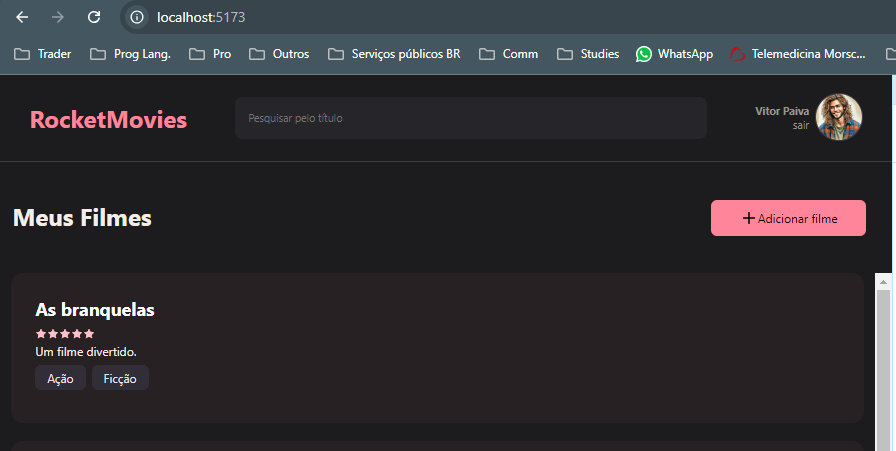 localhost:5173
Trader Prog Lang. Pro Outros Serviços públicos BR Comm Studies WhatsApp Telemedicina Morsc...
RocketMovies
Pesquisar pelo título
Vitor Paiva
sair
Meus Filmes
Adicionar filme
As branquelas
Um filme divertido.
Ação Ficção